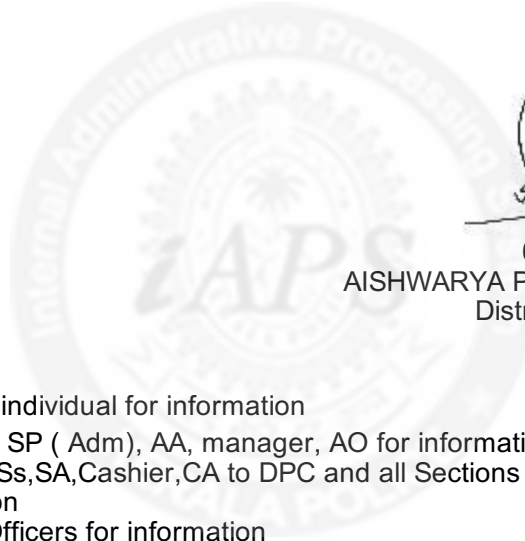 Internal Administrative Processing S
iAPS
AISHWARYA P
Distr
individual for information
SP ( Adm), AA, manager, AO for informati
Ss,SA,Cashier,CA to DPC and all Sections
on
Officers for information